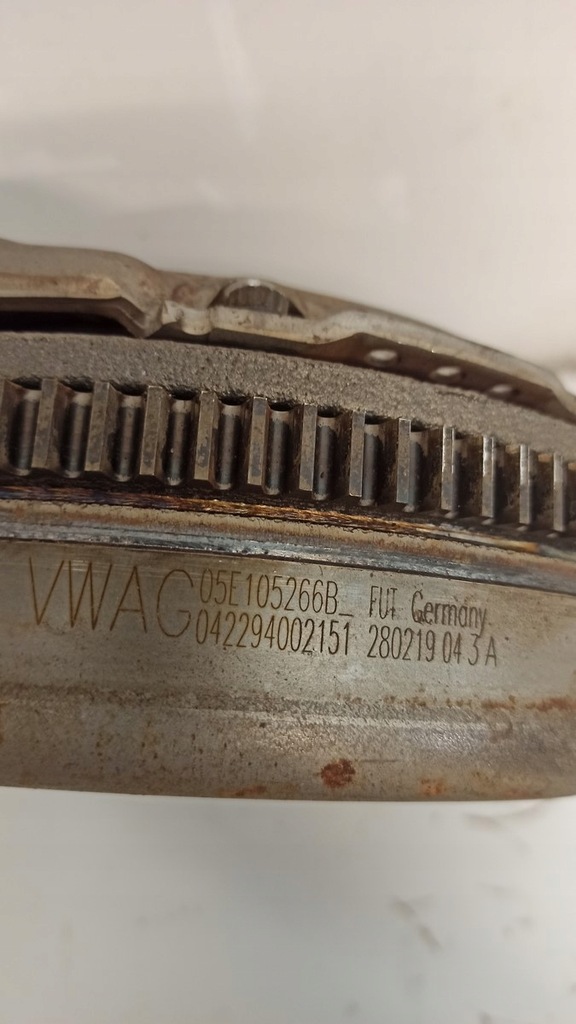 VWAG 05E105266B_ FUT Germany
042294002151 280219 04 3 A